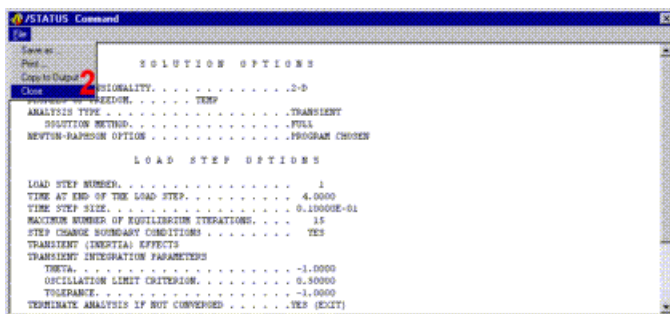 /STATUS Command
File
Save as ...
Print ...
Copy to Output
Close
2
S O L U T I O N   O P T I O N S
. . . . . . . . . . . . .2-D
FREEDOM. . . . . . TEMP
ANALYSIS TYPE . . . . . . . . . . . . . . . . .TRANSIENT
SOLUTION METHOD. . . . . . . . . . . . . . .FULL
NEWTON-RAPHSON OPTION . . . . . . . . . . . . .PROGRAM CHOSEN
L O A D   S T E P   O P T I O N S
LOAD STEP NUMBER. . . . . . . . . . . . . . . . 1
TIME AT END OF THE LOAD STEP. . . . . . . . . . 4.0000
TIME STEP SIZE. . . . . . . . . . . . . . . . . 0.10000E-01
MAXIMUM NUMBER OF EQUILIBRIUM ITERATIONS. . . . 15
STEP CHANGE BOUNDARY CONDITIONS . . . . . . . . YES
TRANSIENT (INERTIA) EFFECTS
TRANSIENT INTEGRATION PARAMETERS
THETA. . . . . . . . . . . . . . . . . . . .-1.0000
OSCILLATION LIMIT CRITERION. . . . . . . . . 0.50000
TOLERANCE. . . . . . . . . . . . . . . . . .-1.0000
TERMINATE ANALYSIS IF NOT CONVERGED . . . . . .YES (EXIT)